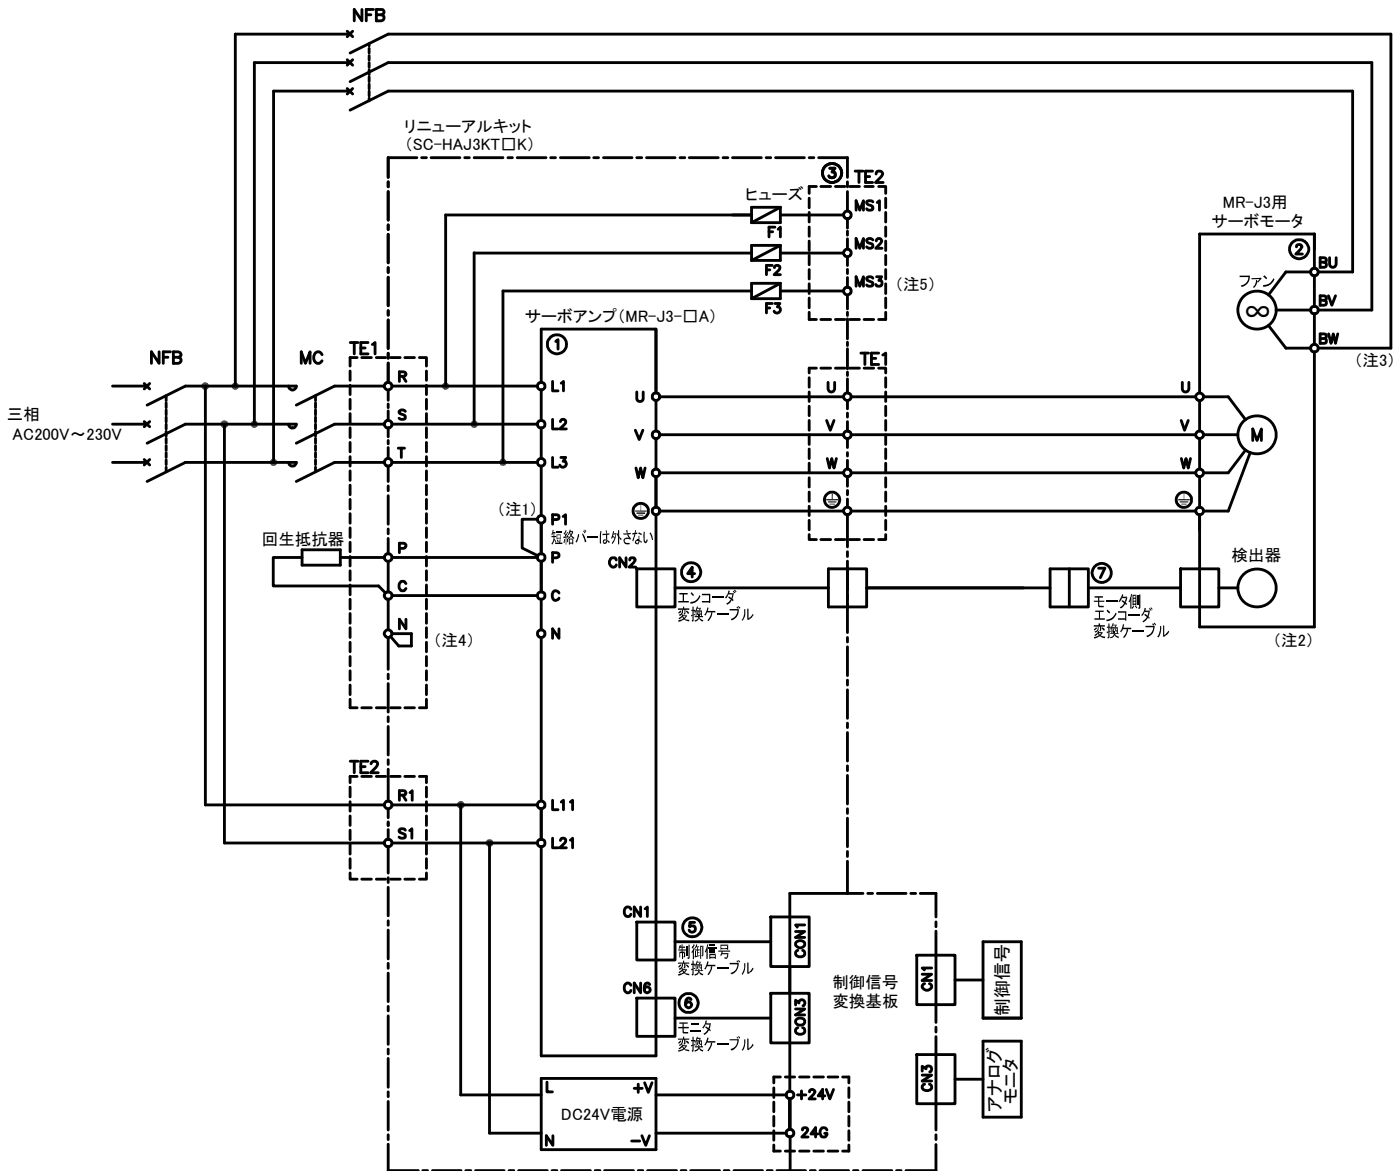 NFB
リニューアルキット
(SC-HAJ3KT□K)
③
TE2
ヒューズ
MS1
F1
MS2
F2
MS3
(注5)
F3
MR-J3用
サーボモータ
②
BU
ファン
BV
BW
(注3)
サーボアンプ(MR-J3-□A)
①
NFB
MC
TE1
TE1
三相
AC200V～230V
R
L1
S
L2
T
L3
U
U
U
V
V
V
M
W
W
W
(注1)
P1
短絡バーは外さない
回生抵抗器
P
P
C
C
N
(注4)
N
CN2
④
エンコーダ
変換ケーブル
⑦
モータ側
エンコーダ
変換ケーブル
検出器
(注2)
TE2
R1
L11
S1
L21
CN1
⑤
制御信号
変換ケーブル
CON1
制御信号
変換基板
CN1
制御信号
CN6
⑥
モニタ
変換ケーブル
CON3
CN3
アナログ
モニタ
L
+V
DC24V電源
N
-V
+24V
24G